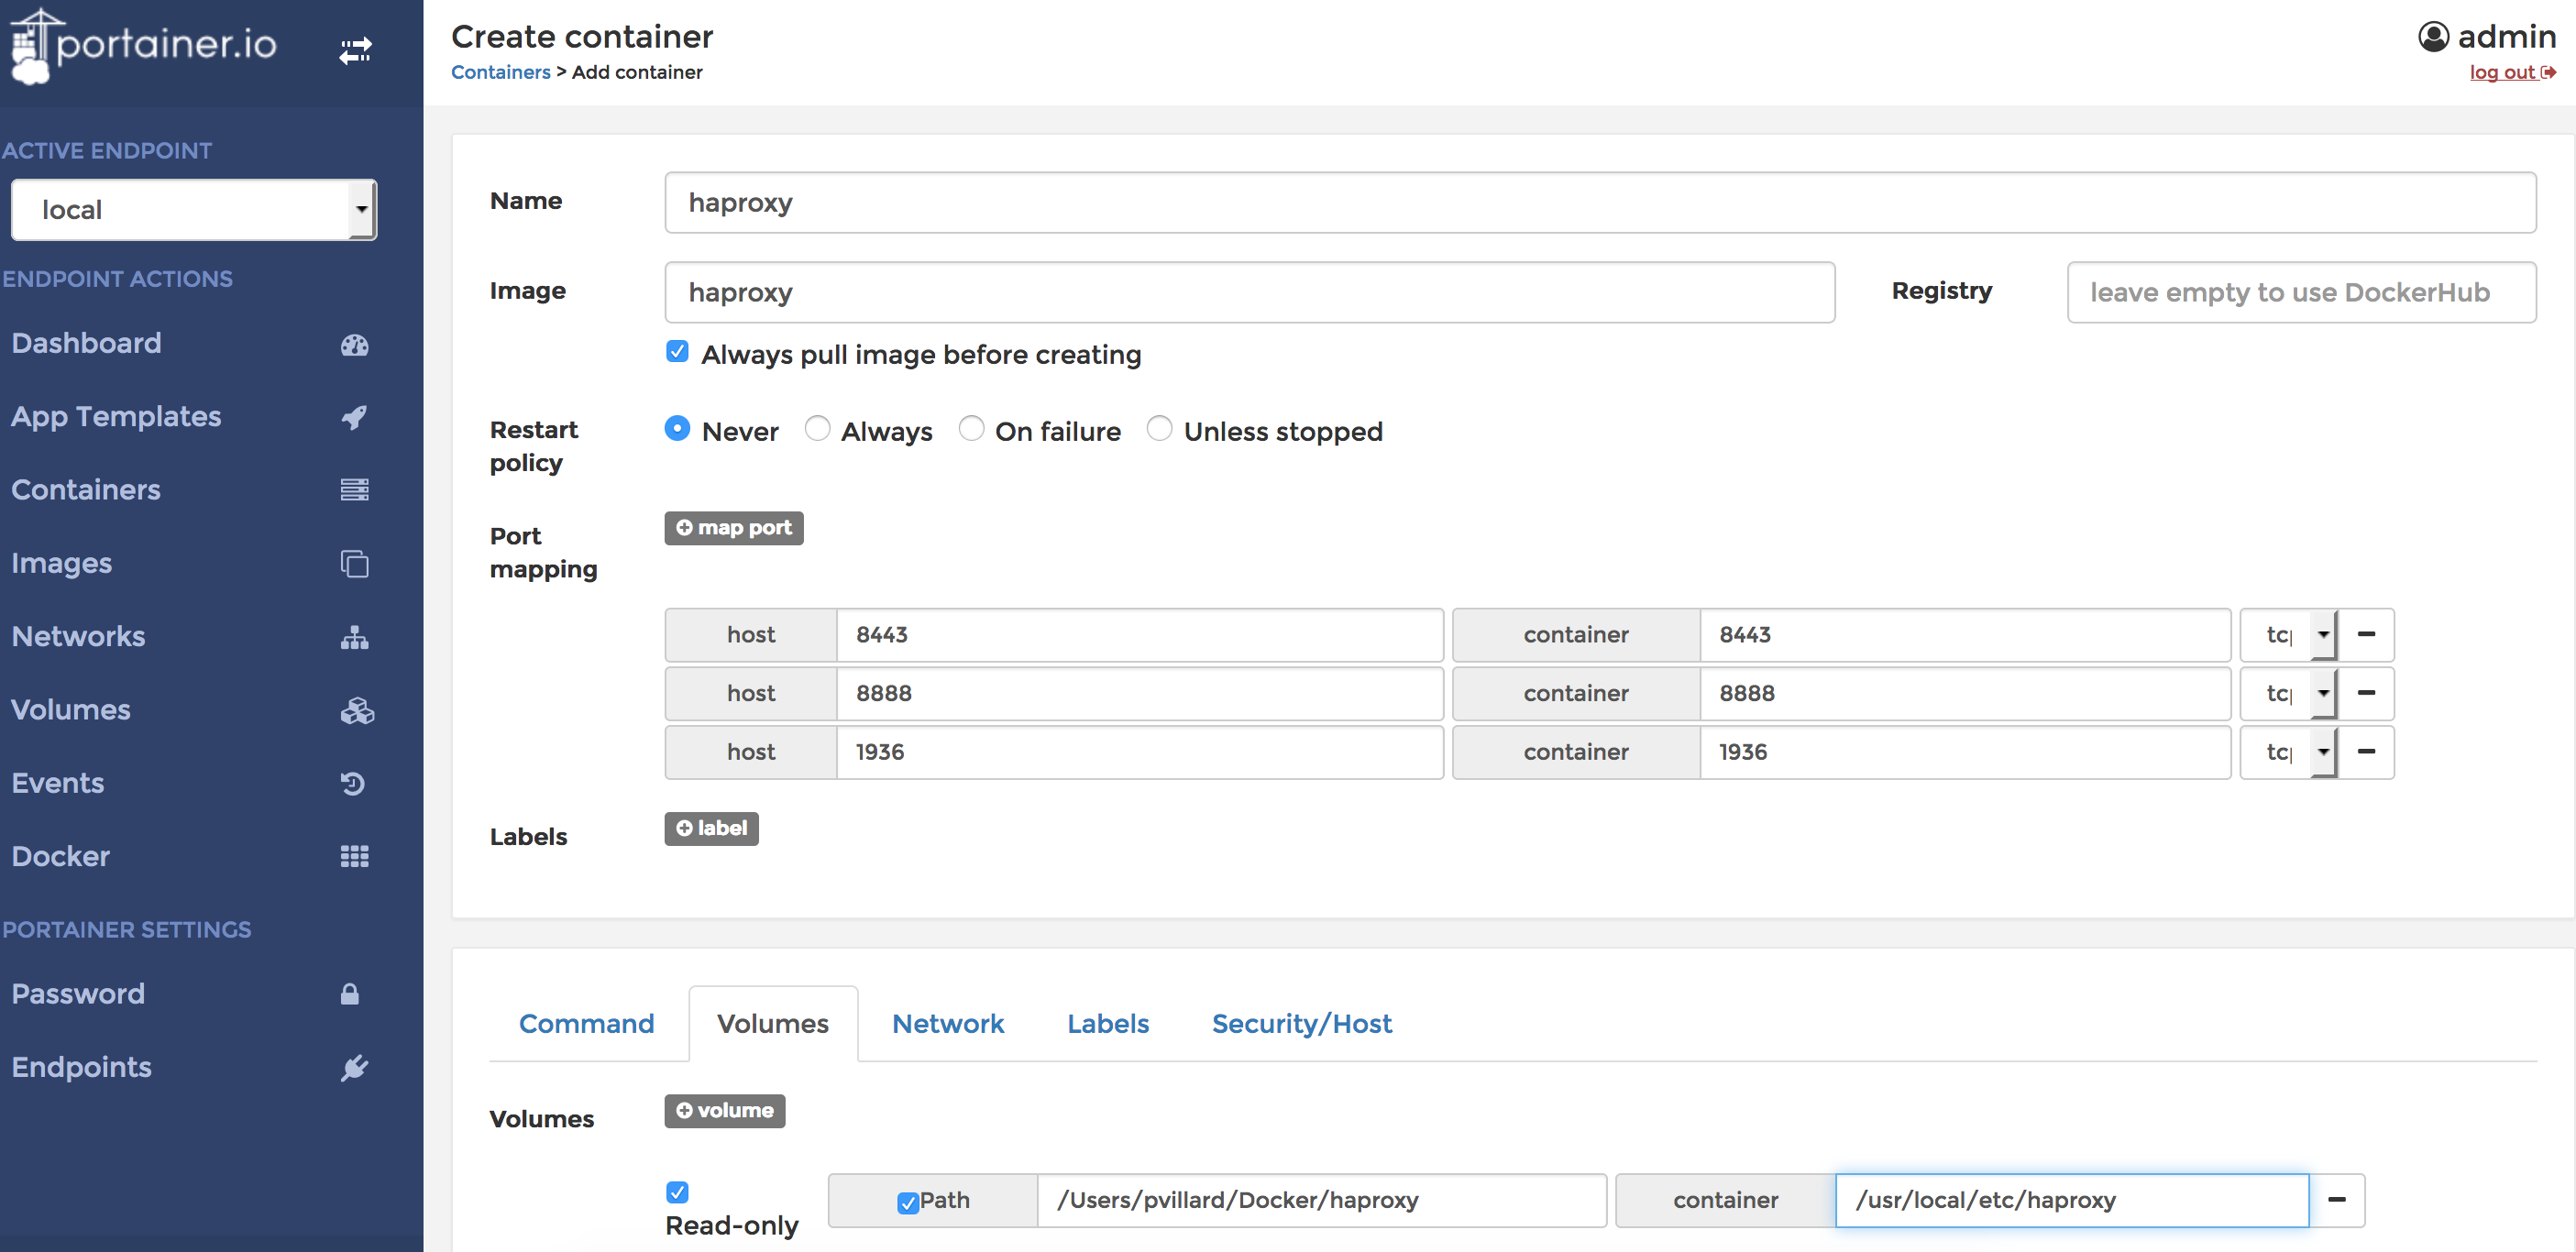 portainer.io
Create container
Containers > Add container
admin
log out
ACTIVE ENDPOINT
local
ENDPOINT ACTIONS
Dashboard
App Templates
Containers
Images
Networks
Volumes
Events
Docker
PORTAINER SETTINGS
Password
Endpoints
Name haproxy
Image haproxy Registry leave empty to use DockerHub
Always pull image before creating
Restart policy Never Always On failure Unless stopped
Port mapping map port
host 8443 container 8443 tcp
host 8888 container 8888 tcp
host 1936 container 1936 tcp
Labels label
Command Volumes Network Labels Security/Host
Volumes volume
Read-only Path /Users/pvillard/Docker/haproxy container /usr/local/etc/haproxy